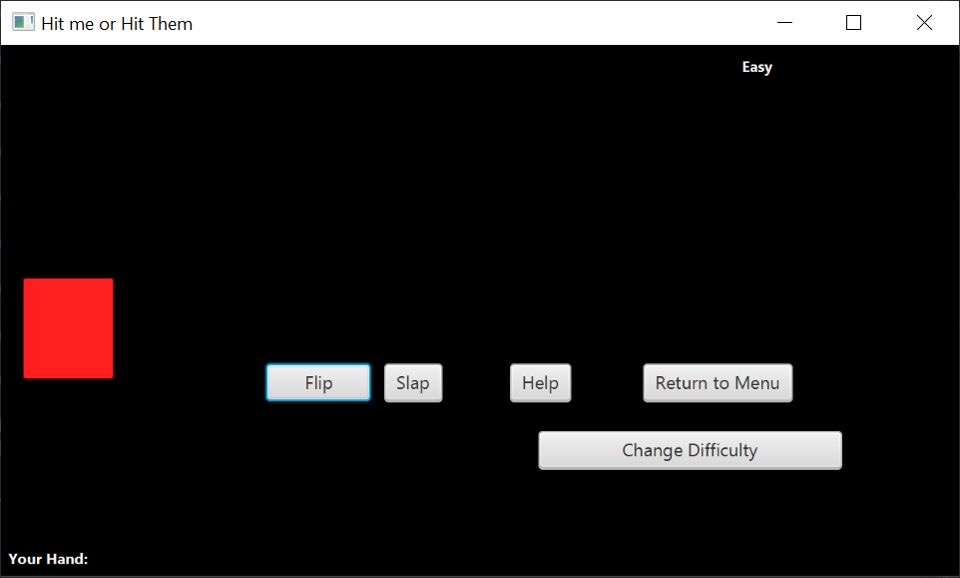 Hit me or Hit Them
Easy
Flip
Slap
Help
Return to Menu
Change Difficulty
Your Hand: